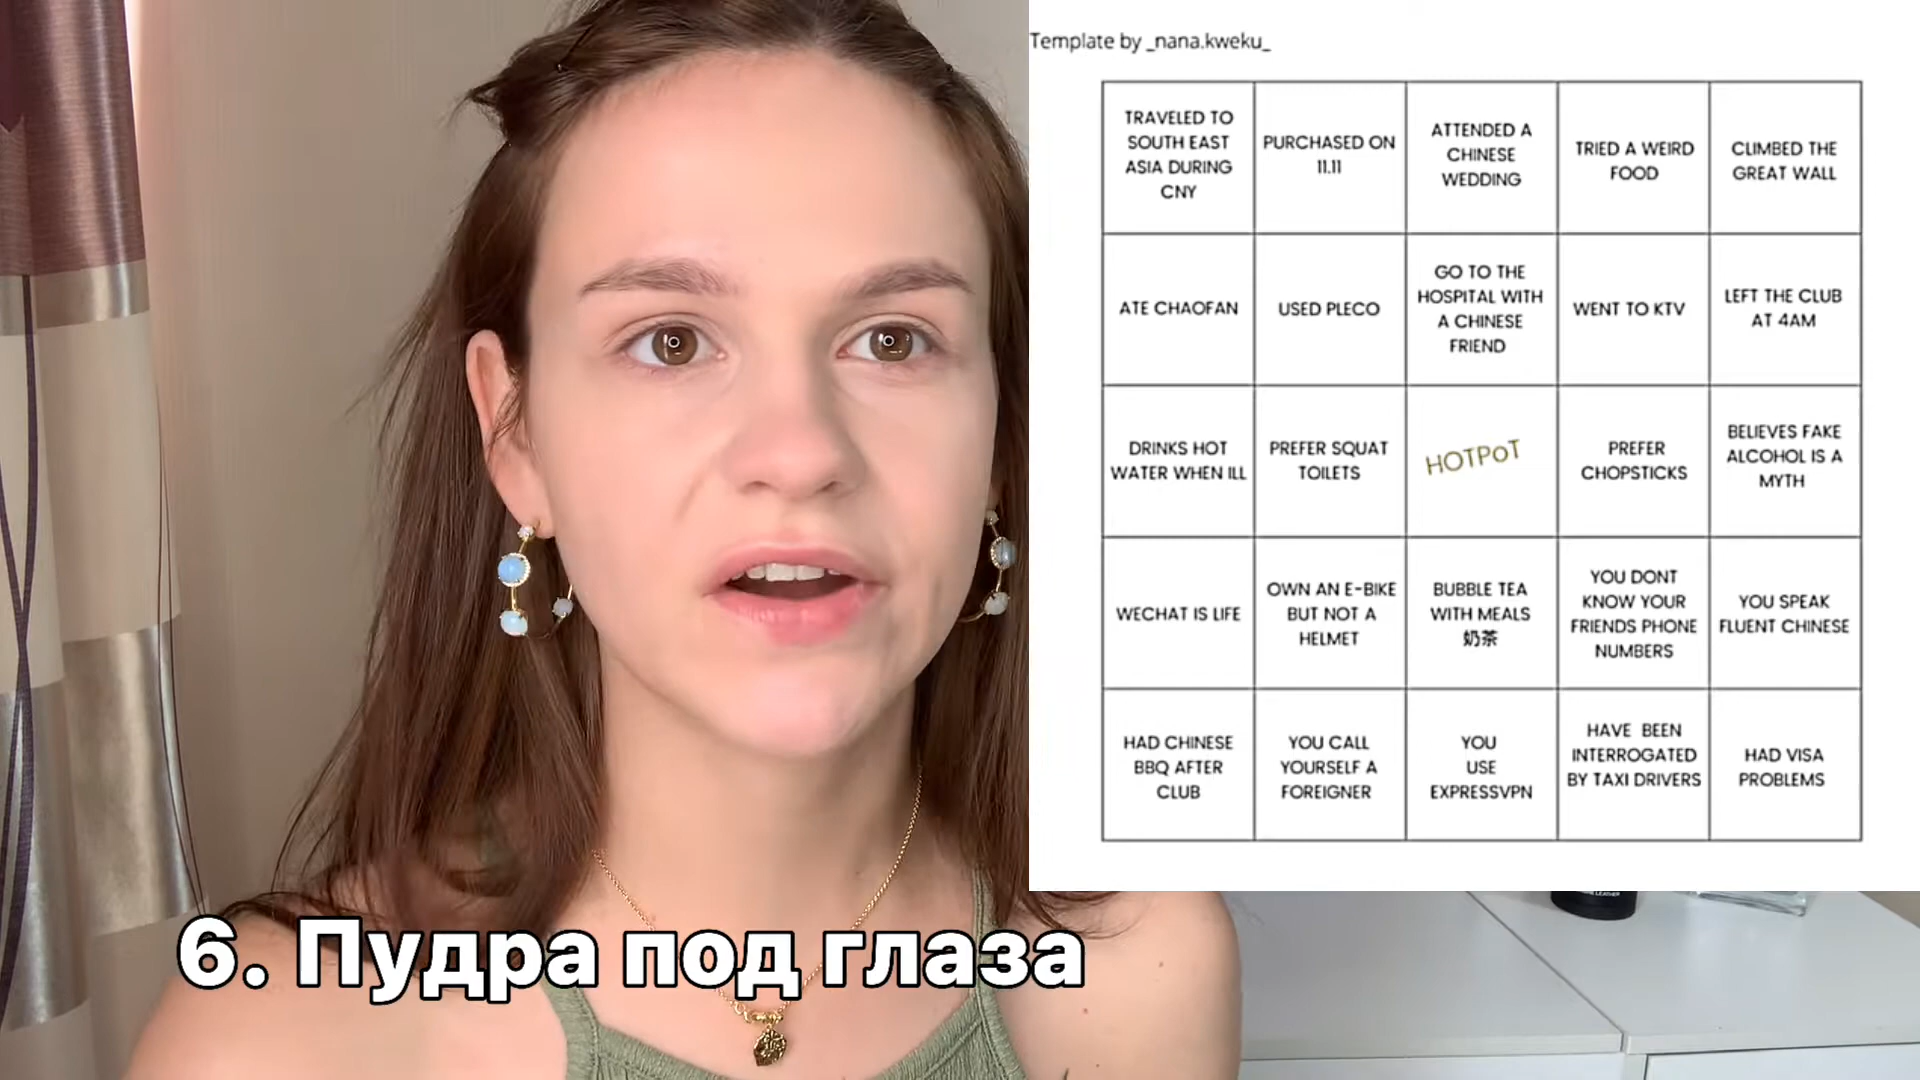 Template by _nana.kweku_
TRAVELED TO
SOUTH EAST
ASIA DURING
CNY
PURCHASED ON
11.11
ATTENDED A
CHINESE
WEDDING
TRIED A WEIRD
FOOD
CLIMBED THE
GREAT WALL
ATE CHAOFAN
USED PLECO
GO TO THE
HOSPITAL WITH
A CHINESE
FRIEND
WENT TO KTV
LEFT THE CLUB
AT 4AM
DRINKS HOT
WATER WHEN ILL
PREFER SQUAT
TOILETS
HOTPOT
PREFER
CHOPSTICKS
BELIEVES FAKE
ALCOHOL IS A
MYTH
WECHAT IS LIFE
OWN AN E-BIKE
BUT NOT A
HELMET
BUBBLE TEA
WITH MEALS
奶茶
YOU DONT
KNOW YOUR
FRIENDS PHONE
NUMBERS
YOU SPEAK
FLUENT CHINESE
HAD CHINESE
BBQ AFTER
CLUB
YOU CALL
YOURSELF A
FOREIGNER
YOU
USE
EXPRESSVPN
HAVE BEEN
INTERROGATED
BY TAXI DRIVERS
HAD VISA
PROBLEMS
6. Пудра под глаза